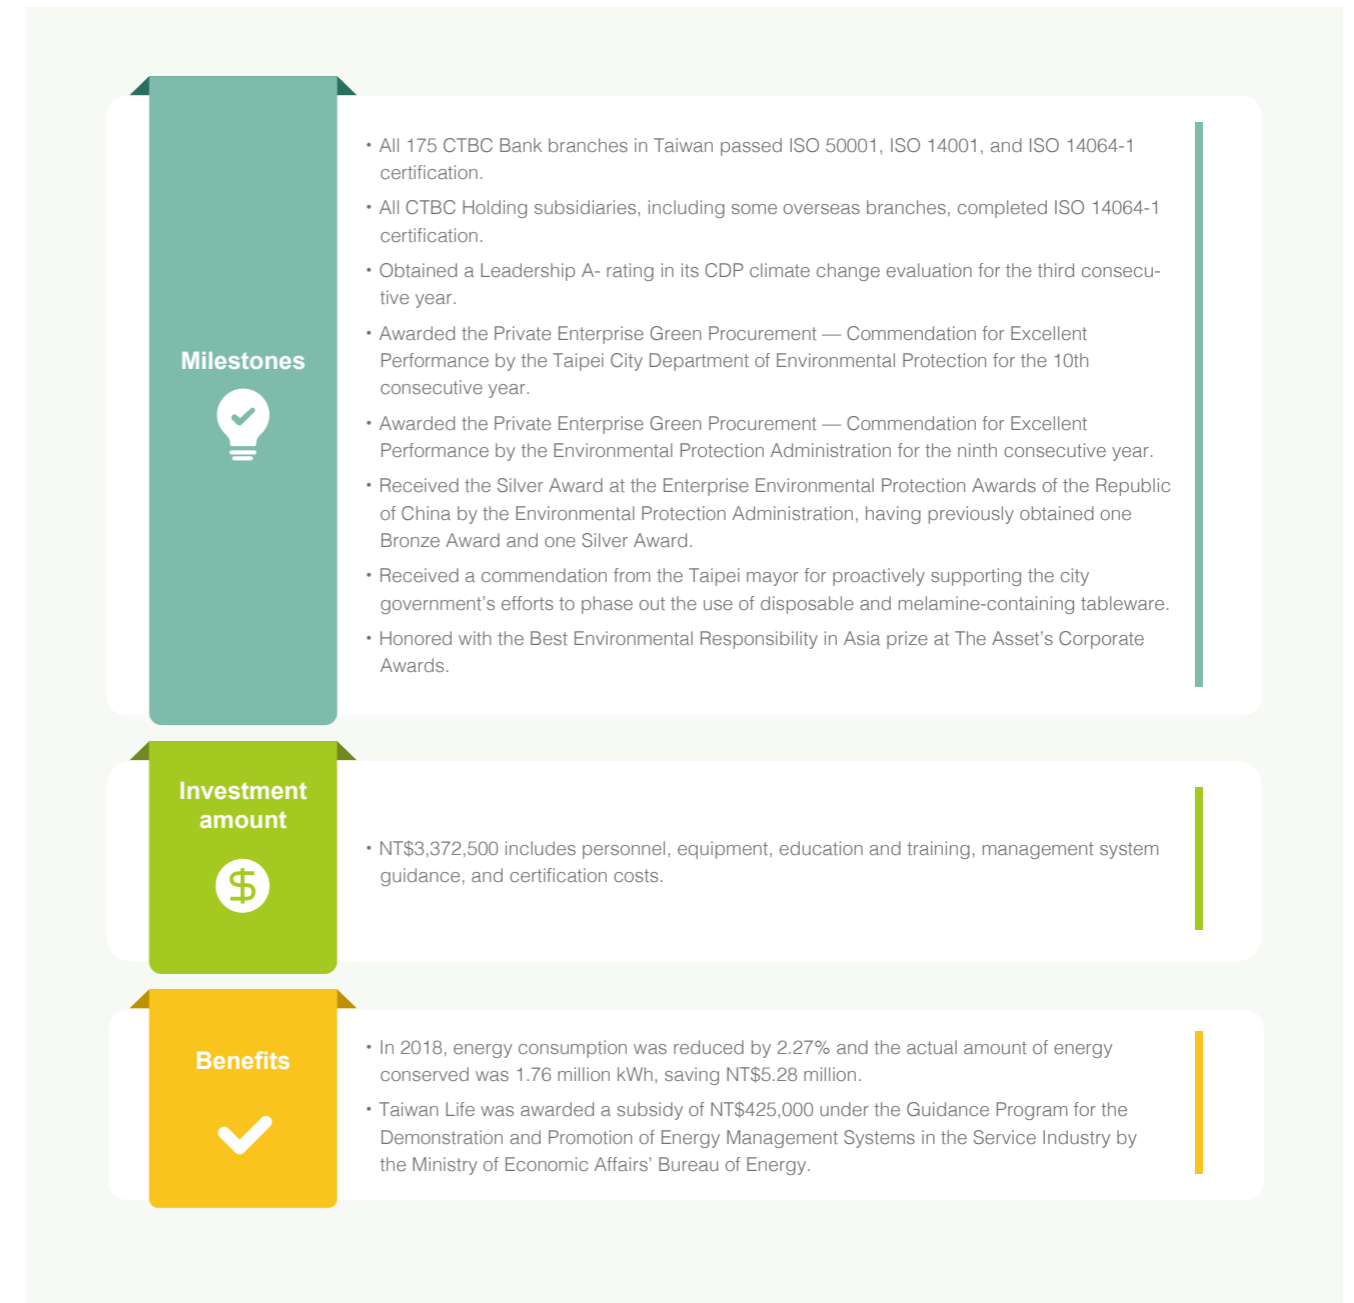 Milestones
• All 175 CTBC Bank branches in Taiwan passed ISO 50001, ISO 14001, and ISO 14064-1
certification.
• All CTBC Holding subsidiaries, including some overseas branches, completed ISO 14064-1
certification.
• Obtained a Leadership A- rating in its CDP climate change evaluation for the third consecu-
tive year.
• Awarded the Private Enterprise Green Procurement — Commendation for Excellent
Performance by the Taipei City Department of Environmental Protection for the 10th
consecutive year.
• Awarded the Private Enterprise Green Procurement — Commendation for Excellent
Performance by the Environmental Protection Administration for the ninth consecutive year.
• Received the Silver Award at the Enterprise Environmental Protection Awards of the Republic
of China by the Environmental Protection Administration, having previously obtained one
Bronze Award and one Silver Award.
• Received a commendation from the Taipei mayor for proactively supporting the city
government’s efforts to phase out the use of disposable and melamine-containing tableware.
• Honored with the Best Environmental Responsibility in Asia prize at The Asset’s Corporate
Awards.
Investment
amount
$
• NT$3,372,500 includes personnel, equipment, education and training, management system
guidance, and certification costs.
Benefits
• In 2018, energy consumption was reduced by 2.27% and the actual amount of energy
conserved was 1.76 million kWh, saving NT$5.28 million.
• Taiwan Life was awarded a subsidy of NT$425,000 under the Guidance Program for the
Demonstration and Promotion of Energy Management Systems in the Service Industry by
the Ministry of Economic Affairs’ Bureau of Energy.